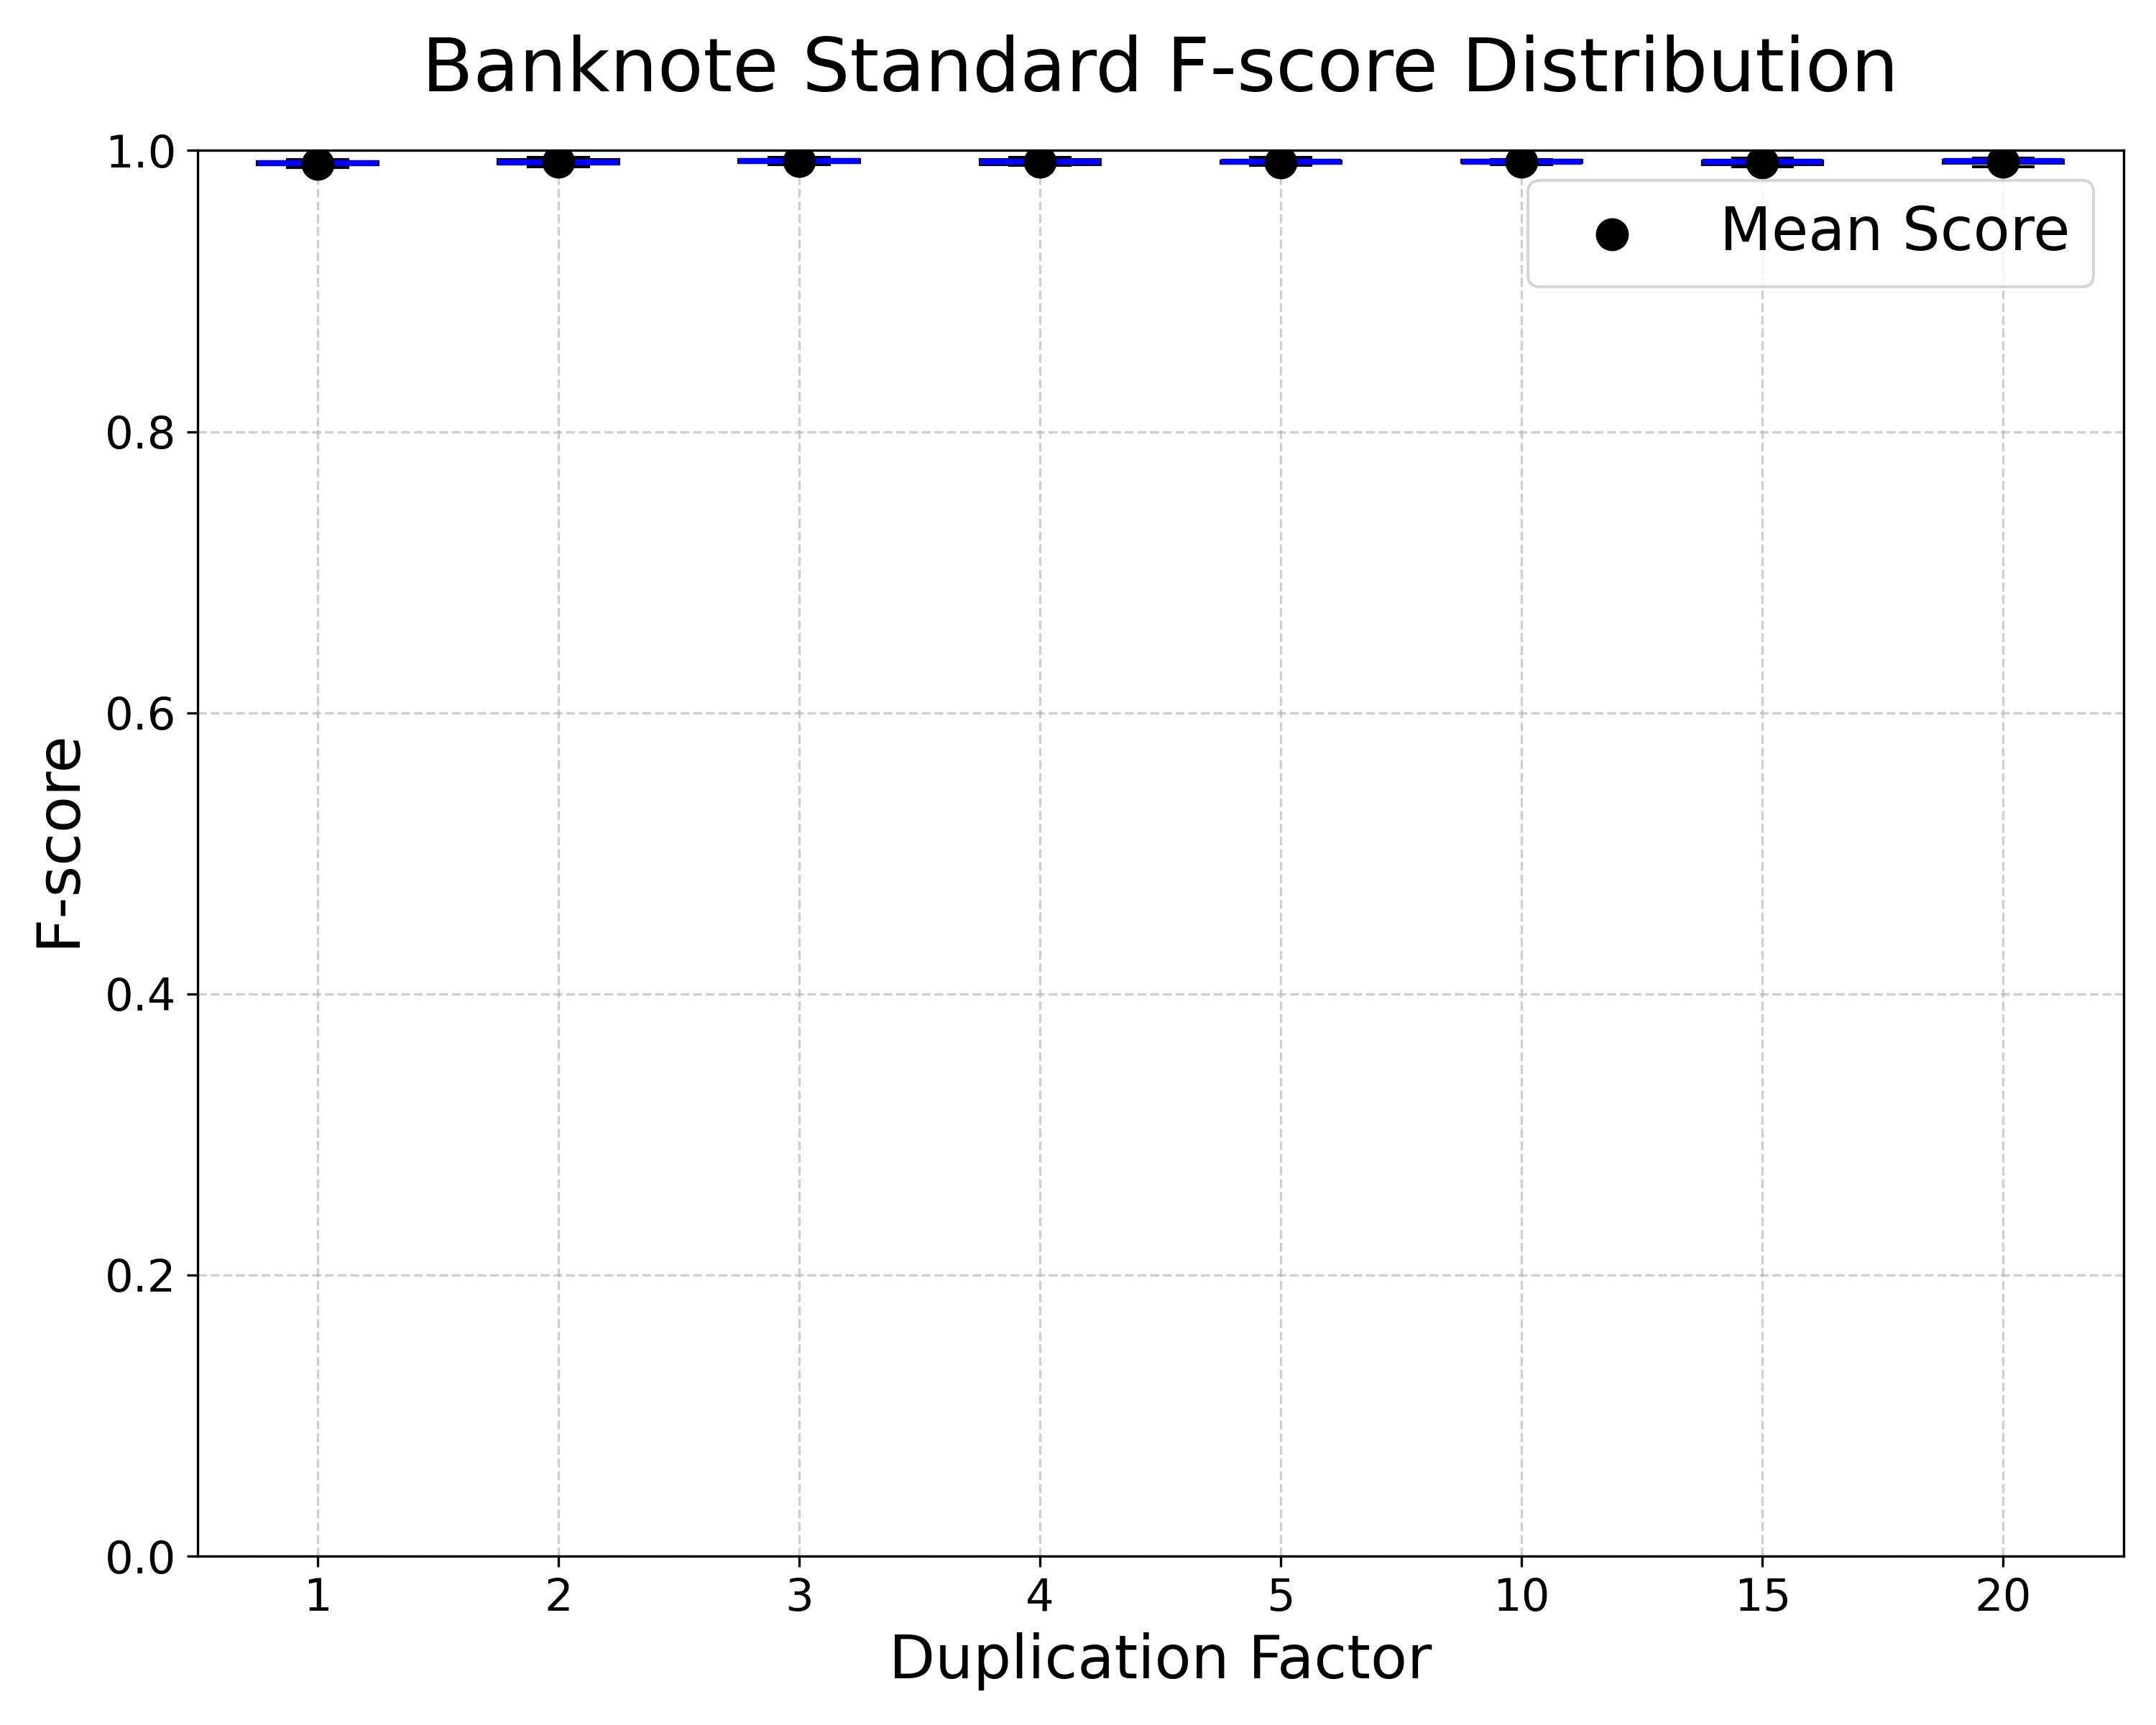 Banknote Standard F-score Distribution
1.0
Mean Score
0.8
0.6
0.4
0.2
0.0
F-score
1 2 3 4 5 10 15 20
Duplication Factor